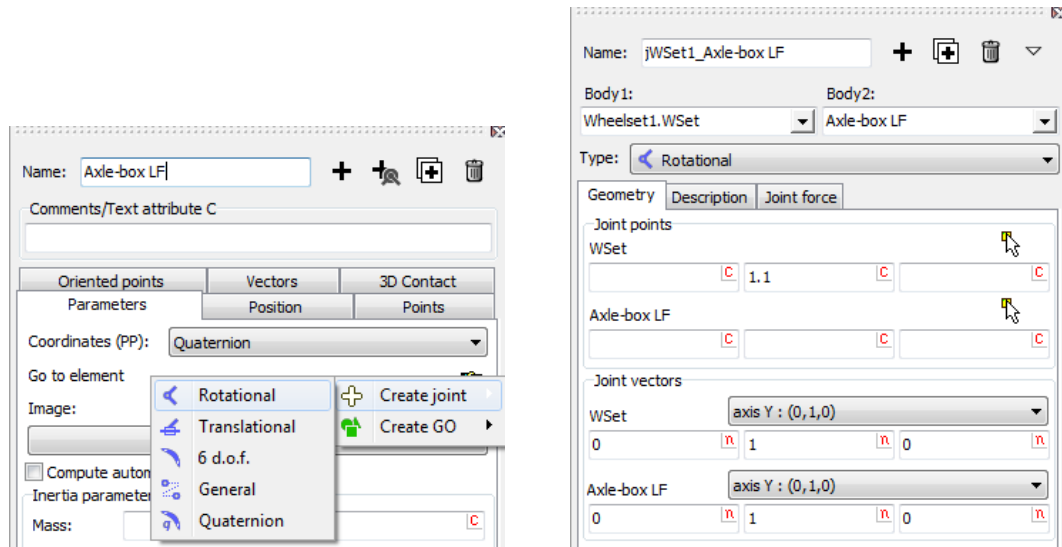 Name: Axle-box LF
Comments/Text attribute C
Oriented points Vectors 3D Contact
Parameters Position Points
Coordinates (PP): Quaternion
Go to element
Image:
Rotational
Translational
6 d.o.f.
General
Quaternion
Create joint
Create GO
Compute autom
Inertia parameter
Mass: C
Name: jWSet1_Axle-box LF
Body1: Body2:
Wheelset1.WSet Axle-box LF
Type: Rotational
Geometry Description Joint force
Joint points
WSet
C 1.1 C C
Axle-box LF
C C C
Joint vectors
WSet axis Y : (0,1,0)
0 n 1 n 0 n
Axle-box LF axis Y : (0,1,0)
0 n 1 n 0 n